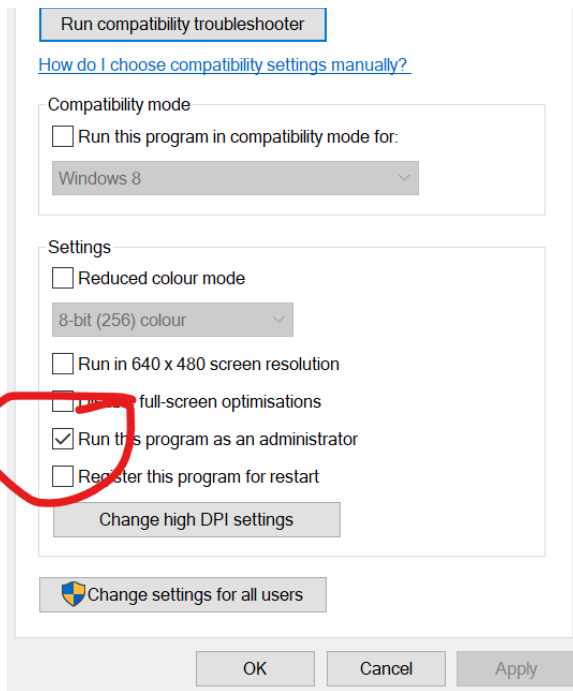 Run compatibility troubleshooter
How do I choose compatibility settings manually?
Compatibility mode
Run this program in compatibility mode for:
Windows 8
Settings
Reduced colour mode
8-bit (256) colour
Run in 640 x 480 screen resolution
Disable full-screen optimisations
Run this program as an administrator
Register this program for restart
Change high DPI settings
Change settings for all users
OK Cancel Apply